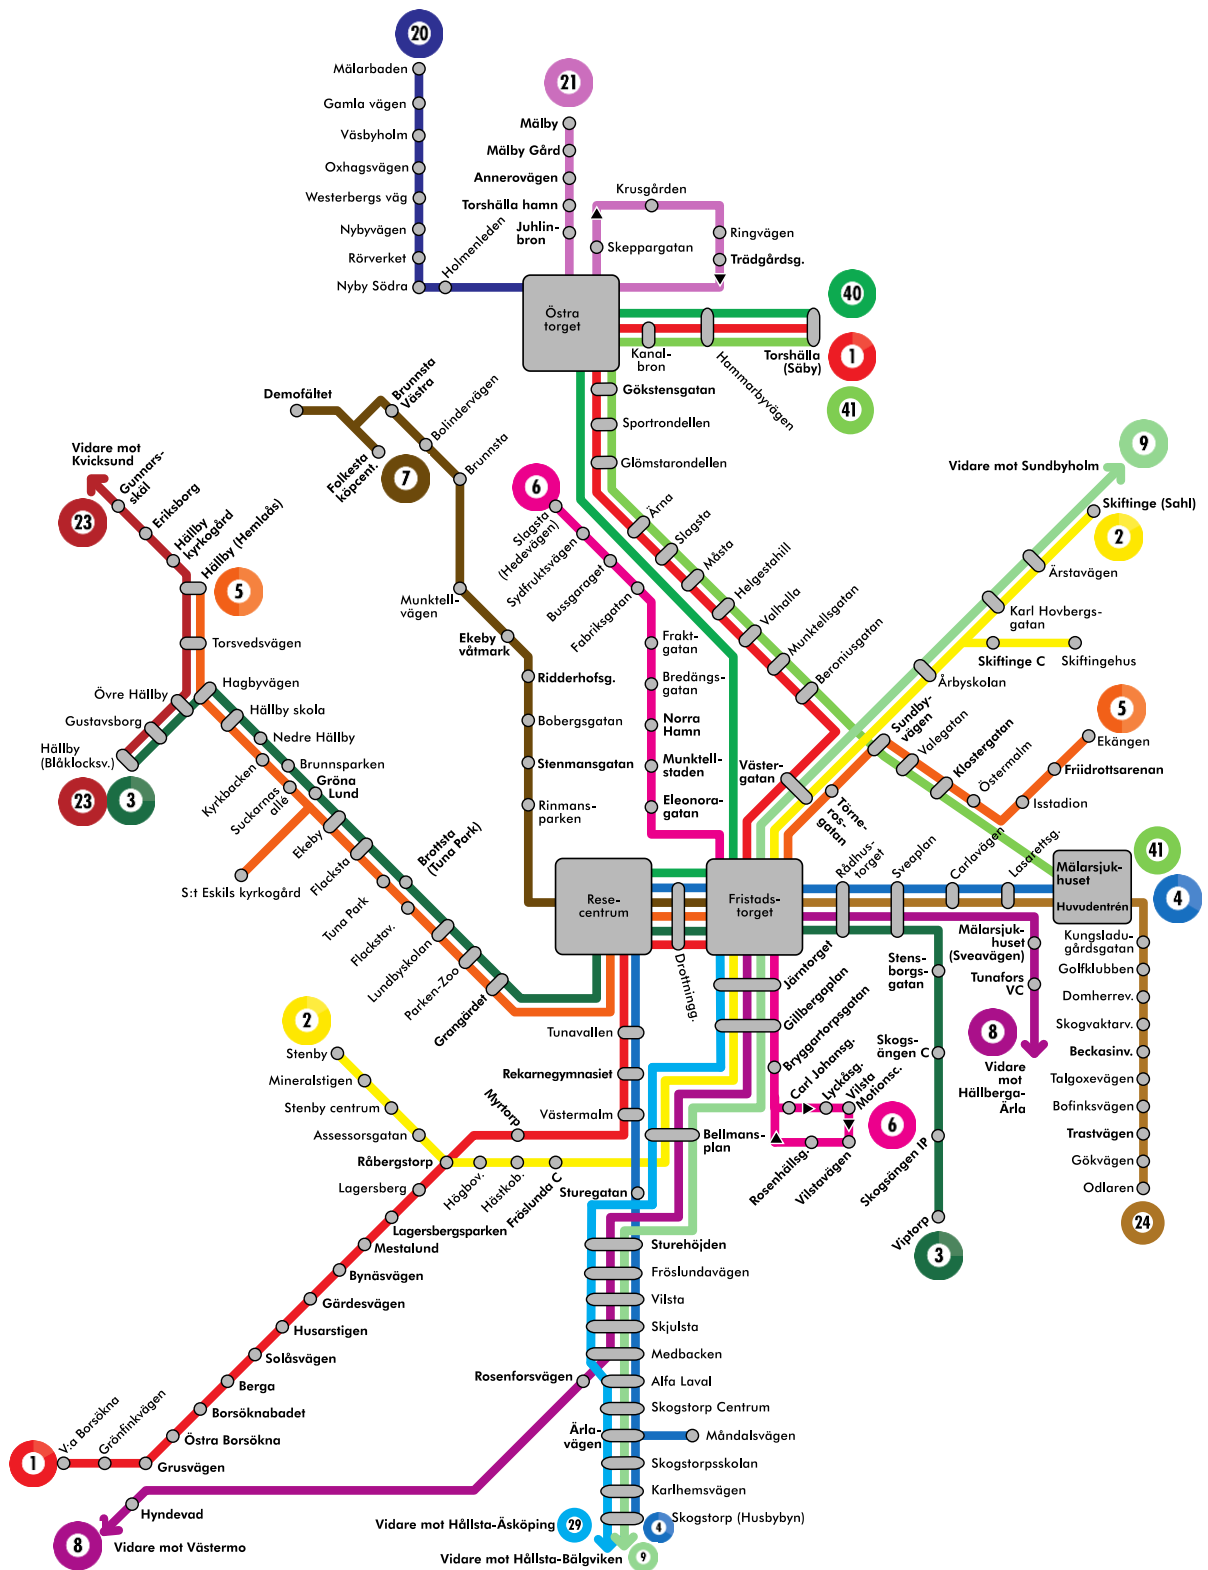 20
Mälarbaden
Gamla vägen
Väsbyholm
Oxhagsvägen
Westerbergs väg
Nybyvägen
Rörverket
Nyby Södra
Holmenleden
21
Mälby
Mälby Gård
Annerovägen
Torshälla hamn
Juhlin-
bron
Krusgården
Skeppargatan
Ringvägen
Trädgårdsg.
Östra
torget
40
1
41
Kanal-
bron
Hammarbyvägen
Torshälla
(Säby)
Gökstensgatan
Sportrondellen
Glömstarondellen
Ärna
Slagsta
Måsta
Helgestahill
Valhalla
Munktellsgatan
Beroniusgatan
Demofältet
Brunnsta
Västra
Bolindervägen
Brunnsta
Folkesta
köpcent.
7
Munktell-
vägen
Ekeby
våtmark
Ridderhofsg.
Bobergsgatan
Stenmansgatan
Rinmans-
parken
6
Slagsta
(Hedevägen)
Sydfruktsvägen
Bussgaraget
Fabriksgatan
Frakt-
gatan
Bredängs-
gatan
Norra
Hamn
Munktell-
staden
Eleonora-
gatan
Vidare mot
Kvicksund
23
Gunnars-
skäl
Eriksborg
Hällby
kyrkogård
Hällby (Hemlaås)
5
Torsvedsvägen
Hagbyvägen
Övre Hällby
Gustavsborg
Hällby
(Blåklocksv.)
23
3
Hällby skola
Nedre Hällby
Brunnsparken
Gröna
Lund
Kyrkbacken
Suckarnas
allé
Ekeby
Flacksta
Brottsta
(Tuna Park)
S:t Eskils kyrkogård
Tuna Park
Flackstav.
Lundbyskolan
Parken-Zoo
Grangärdet
9
Vidare mot Sundbyholm
Skiftinge (Sahl)
2
Ärstavägen
Karl Hovbergs-
gatan
Skiftinge C
Skiftingehus
Årbyskolan
Sundby-
vägen
Valegatan
Klostergatan
Östermalm
Isstadion
Friidrottsarenan
Ekängen
5
Väster-
gatan
Törne-
ros-
gatan
Rese-
centrum
Drottningg.
Fristads-
torget
Rådhus-
torget
Sveaplan
Carlavägen
Lasarettsg.
Mälarsjuk-
huset
Huvudentrén
41
4
Järntorget
Gillbergaplan
Bryggartorpsgatan
Carl Johansg.
Lyckåsg.
Vilsta
Motionsc.
6
Rosenhällsg.
Vilstavägen
Stens-
borgs-
gatan
Skogs-
ängen C
Skogsängen IP
Viptorp
3
Mälarsjuk-
huset
(Sveavägen)
Tunafors
VC
8
Vidare
mot
Hällberga-
Ärla
Kungsladu-
gårdsgatan
Golfklubben
Domherrev.
Skogvaktarv.
Beckasinv.
Talgoxevägen
Bofinksvägen
Trastvägen
Gökvägen
Odlaren
24
2
Stenby
Mineralstigen
Stenby centrum
Assessorsgatan
Råbergstorp
Högbov.
Hästkob.
Fröslunda C
Tunavallen
Rekarnegymnasiet
Västermalm
Myrtorp
Bellmans-
plan
Sturegatan
Lagersberg
Lagersbergsparken
Mestalund
Bynäsvägen
Gärdesvägen
Husarstigen
Solåsvägen
Berga
Borsöknabadet
Östra Borsökna
Grusvägen
Grönfinkvägen
V:a Borsökna
1
Sturehöjden
Fröslundavägen
Vilsta
Skjulsta
Medbacken
Rosenforsvägen
Alfa Laval
Skogstorp Centrum
Ärla-
vägen
Måndalsvägen
Skogstorpsskolan
Karlhemsvägen
Skogstorp (Husbybyn)
4
Hyndevad
8
Vidare mot Västermo
Vidare mot Hållsta-Äsköping
29
Vidare mot Hållsta-Bälgviken
9